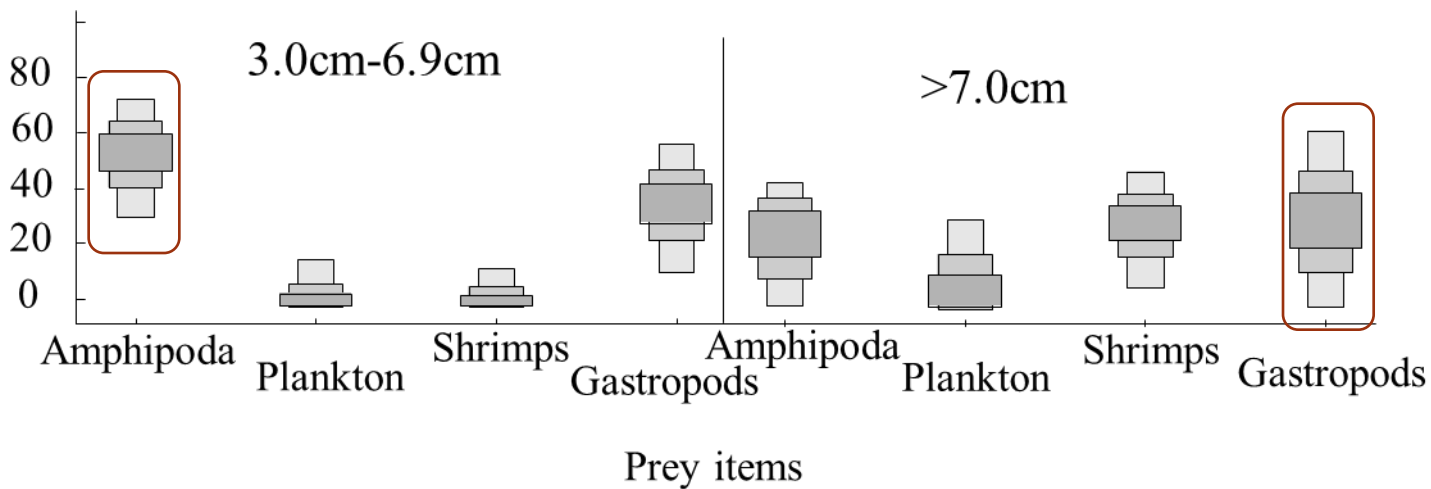 3.0cm-6.9cm
>7.0cm
80
60
40
20
0
Amphipoda
Plankton
Shrimps
Gastropods
Amphipoda
Plankton
Shrimps
Gastropods
Prey items